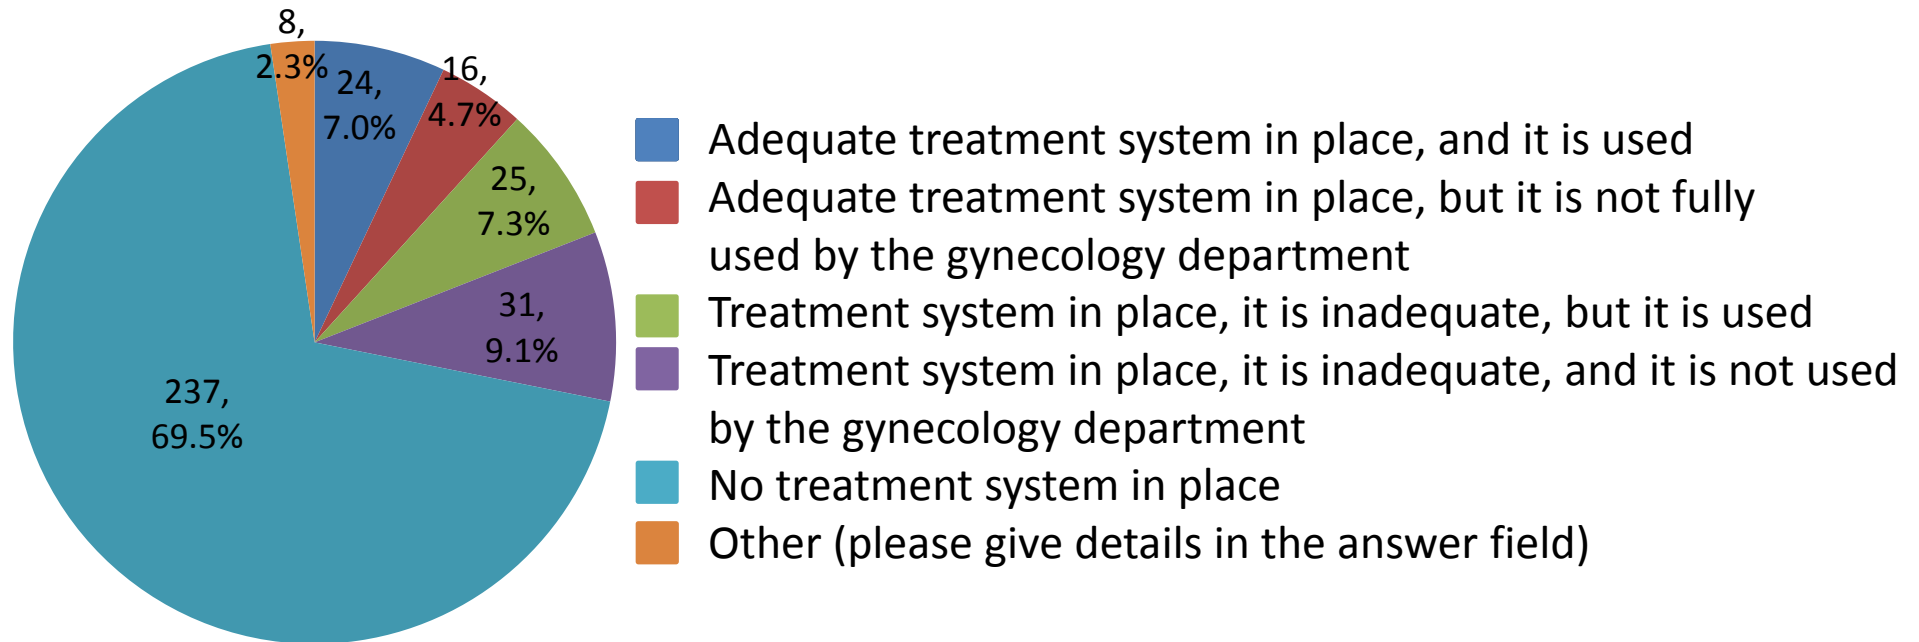 8,
2.3%
24,
7.0%
16,
4.7%
25,
7.3%
31,
9.1%
237,
69.5%
Adequate treatment system in place, and it is used
Adequate treatment system in place, but it is not fully
used by the gynecology department
Treatment system in place, it is inadequate, but it is used
Treatment system in place, it is inadequate, and it is not used
by the gynecology department
No treatment system in place
Other (please give details in the answer field)